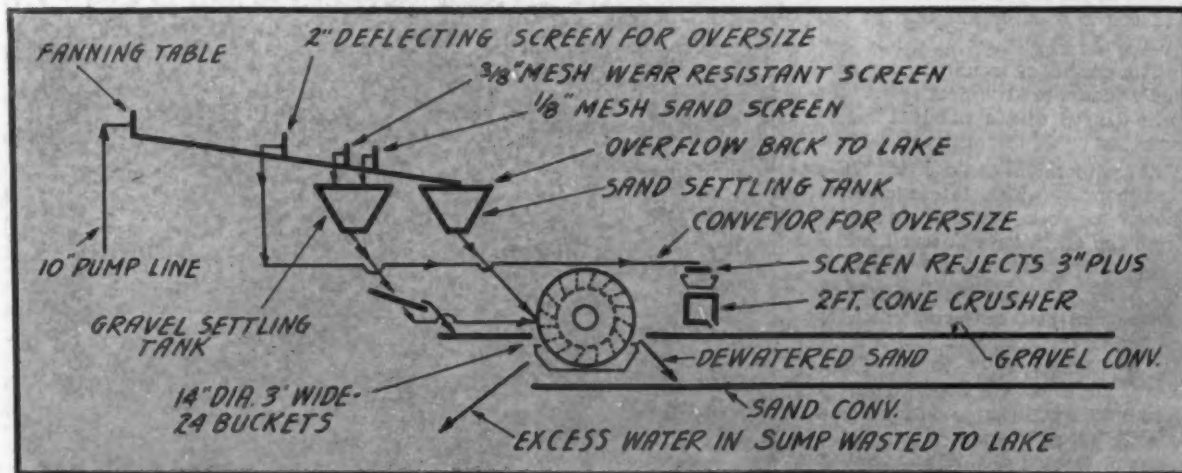 FANNING TABLE
2" DEFLECTING SCREEN FOR OVERSIZE
3/8" MESH WEAR RESISTANT SCREEN
1/8" MESH SAND SCREEN
OVERFLOW BACK TO LAKE
SAND SETTLING TANK
CONVEYOR FOR OVERSIZE
10" PUMP LINE
SCREEN REJECTS 3" PLUS
2 FT. CONE CRUSHER
GRAVEL SETTLING
TANK
DEWATERED SAND
GRAVEL CONV.
14" DIA. 3' WIDE-
24 BUCKETS
SAND CONV.
EXCESS WATER IN SUMP WASTED TO LAKE